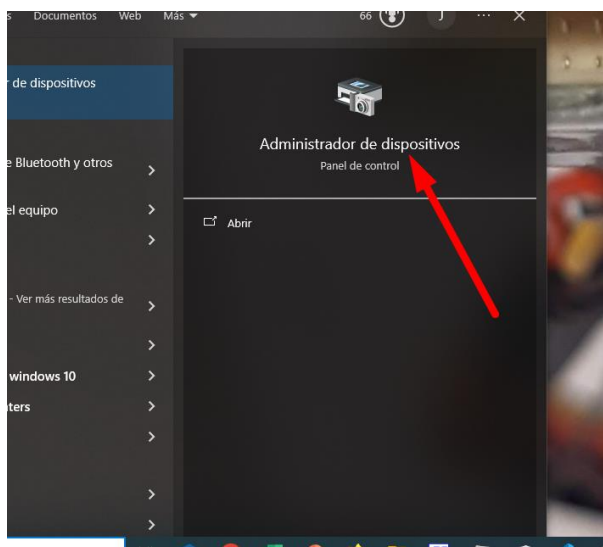 Documentos Web Más
66 J ...
de dispositivos
Administrador de dispositivos
Panel de control
e Bluetooth y otros
el equipo
Abrir
- Ver más resultados de
windows 10
ters